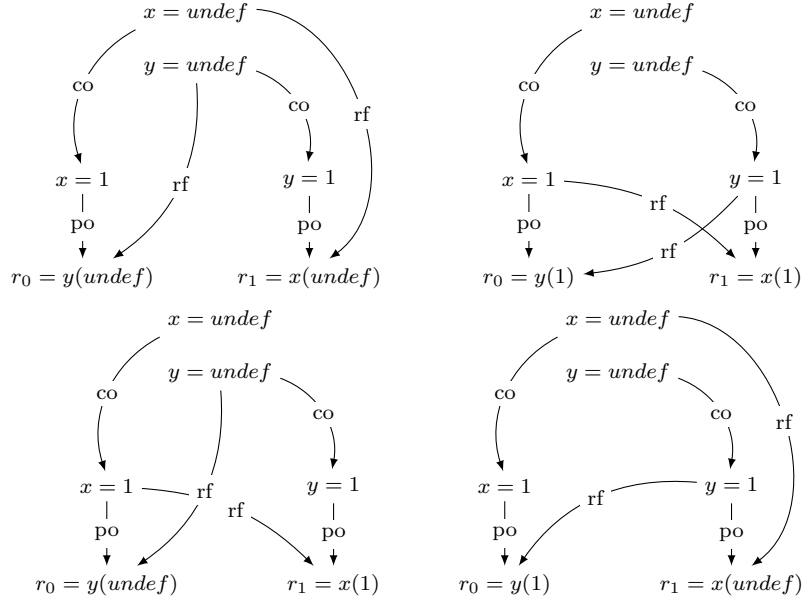 x = undef
y = undef
co
co
rf
x = 1
rf
y = 1
po
po
r0 = y(undef)
r1 = x(undef)
x = undef
y = undef
co
co
x = 1
y = 1
rf
po
po
rf
r0 = y(1)
r1 = x(1)
x = undef
y = undef
co
co
x = 1
rf
y = 1
rf
po
po
r0 = y(undef)
r1 = x(1)
x = undef
y = undef
co
co
rf
x = 1
rf
y = 1
po
po
r0 = y(1)
r1 = x(undef)